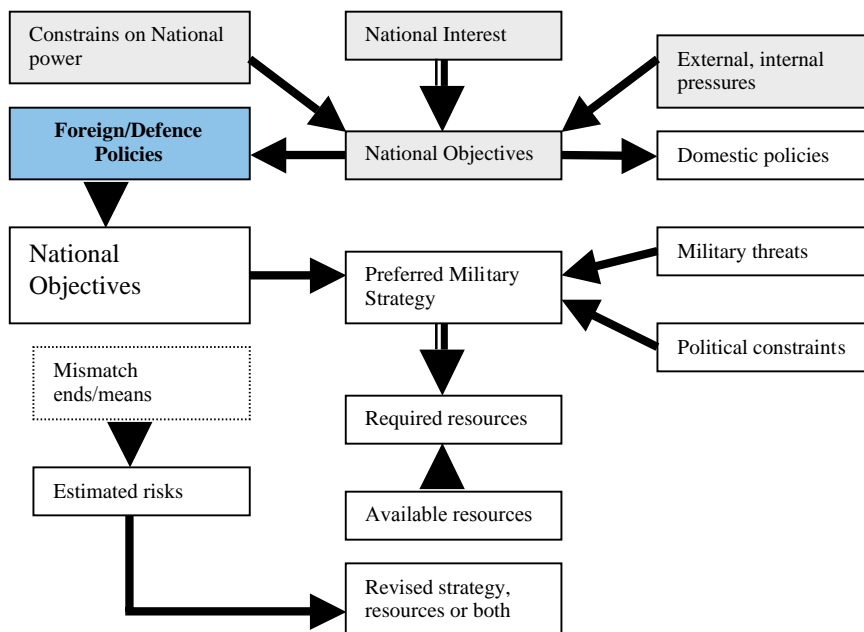 Constrains on National
power
National Interest
External, internal
pressures
Foreign/Defence
Policies
National Objectives
Domestic policies
National
Objectives
Preferred Military
Strategy
Military threats
Political constraints
Mismatch
ends/means
Required resources
Estimated risks
Available resources
Revised strategy,
resources or both